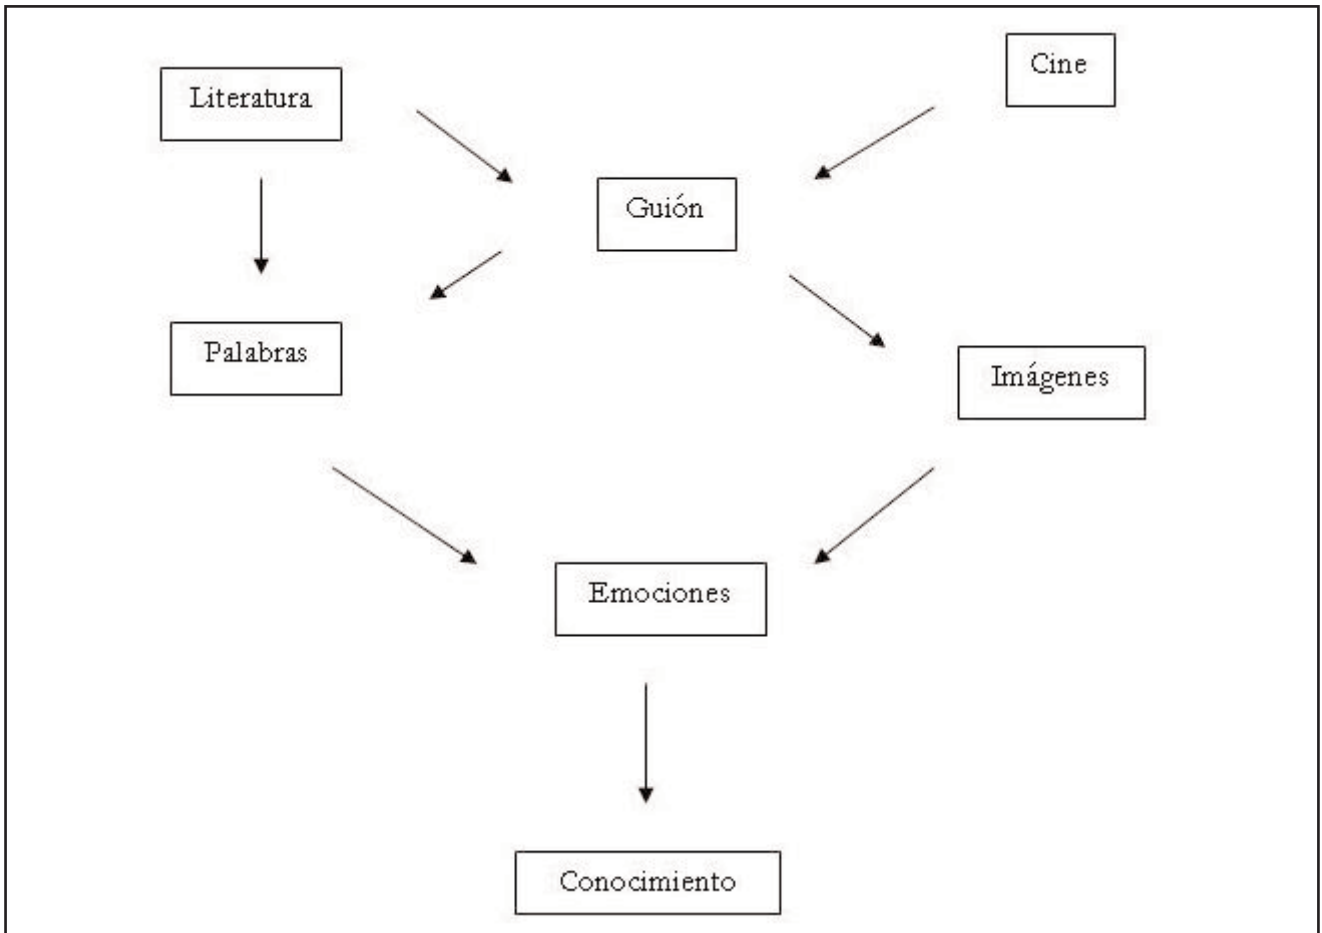 Literatura
Cine
Guión
Palabras
Imágenes
Emociones
Conocimiento